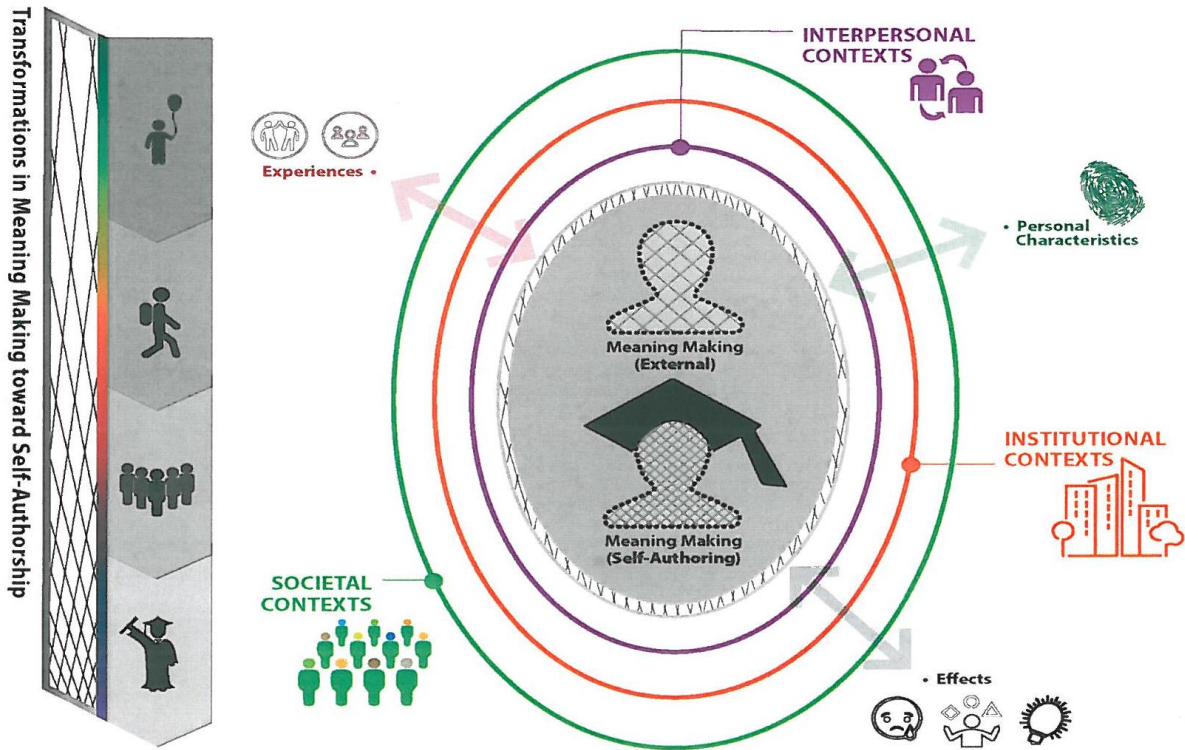 Transformations in Meaning Making toward Self-Authorship
INTERPERSONAL
CONTEXTS
Experiences •
• Personal
Characteristics
Meaning Making
(External)
INSTITUTIONAL
CONTEXTS
Meaning Making
(Self-Authoring)
SOCIETAL
CONTEXTS
• Effects